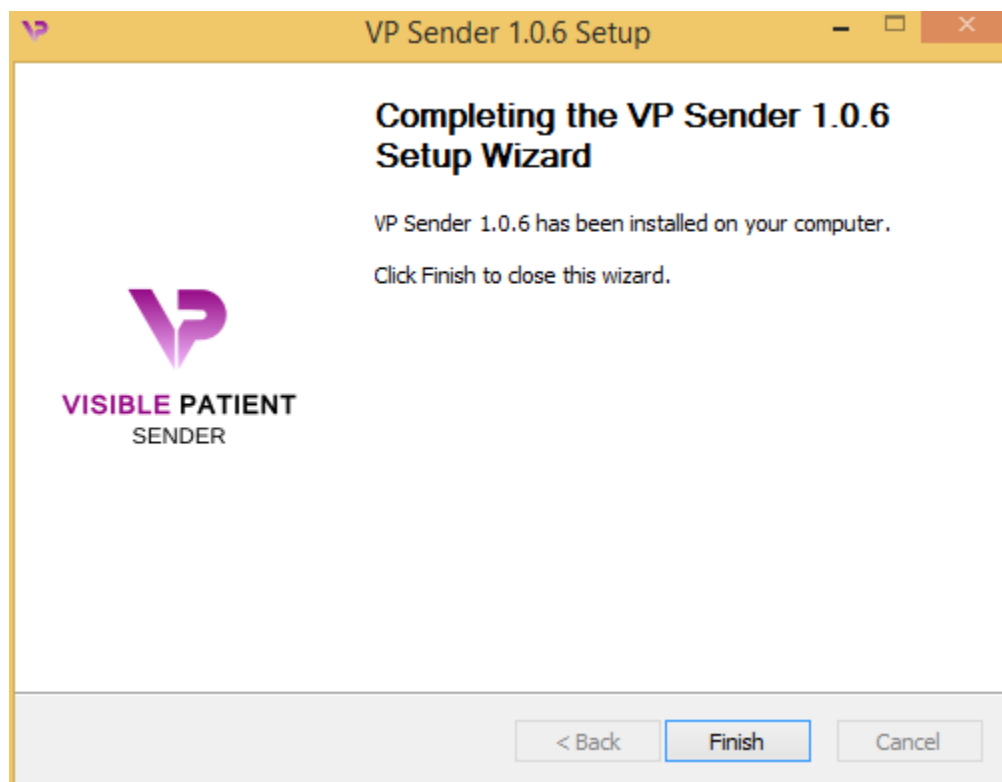 VP Sender 1.0.6 Setup
Completing the VP Sender 1.0.6
Setup Wizard
VP Sender 1.0.6 has been installed on your computer.
Click Finish to close this wizard.
VP
VISIBLE PATIENT
SENDER
< Back
Finish
Cancel